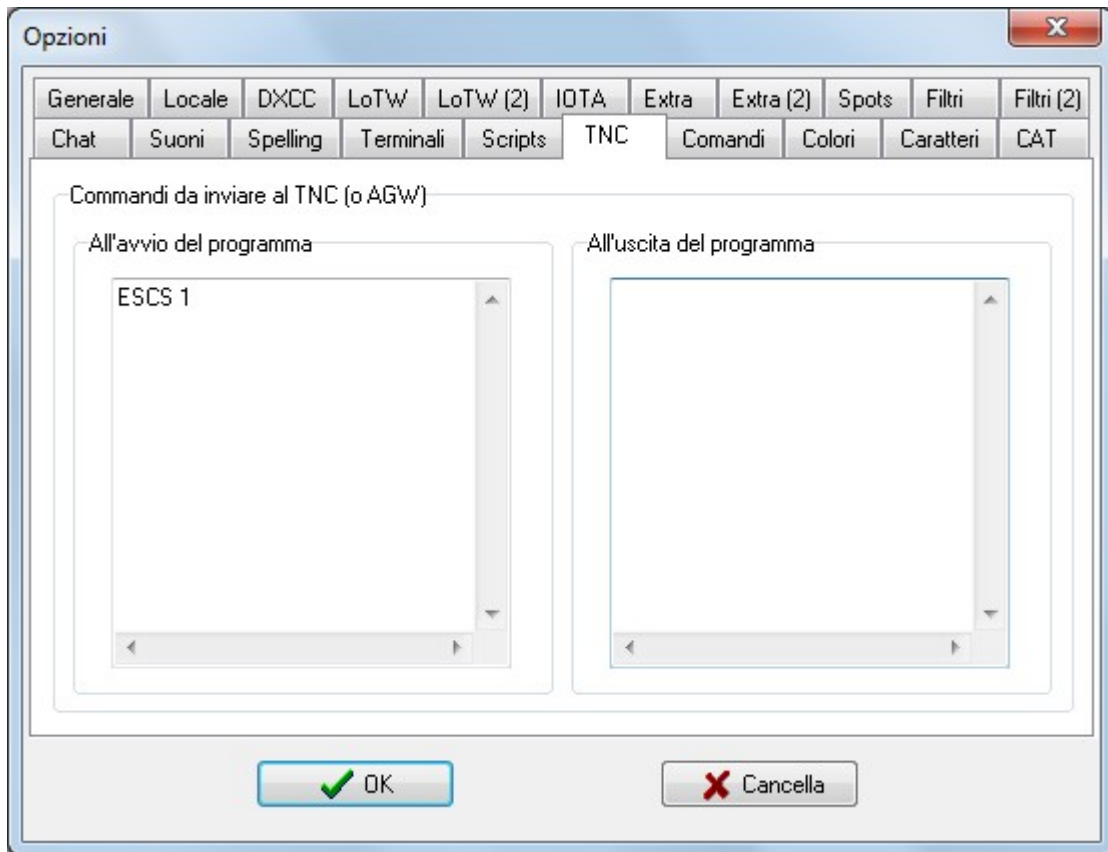 Opzioni
Generale Locale DXCC LoTW LoTW (2) IOTA Extra Extra (2) Spots Filtri Filtri (2)
Chat Suoni Spelling Terminali Scripts TNC Comandi Colori Caratteri CAT
Commandi da inviare al TNC (o AGW)
All'avvio del programma All'uscita del programma
ESCS 1
OK Cancella